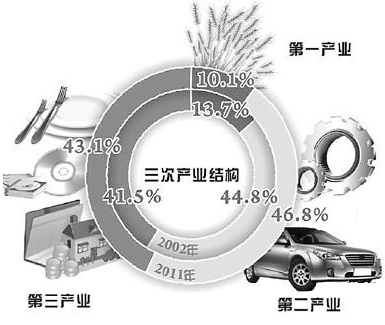 第一产业
10.1%
13.7%
43.1%
三次产业结构
41.5%
44.8%
46.8%
2002年
2011年
第三产业
第二产业